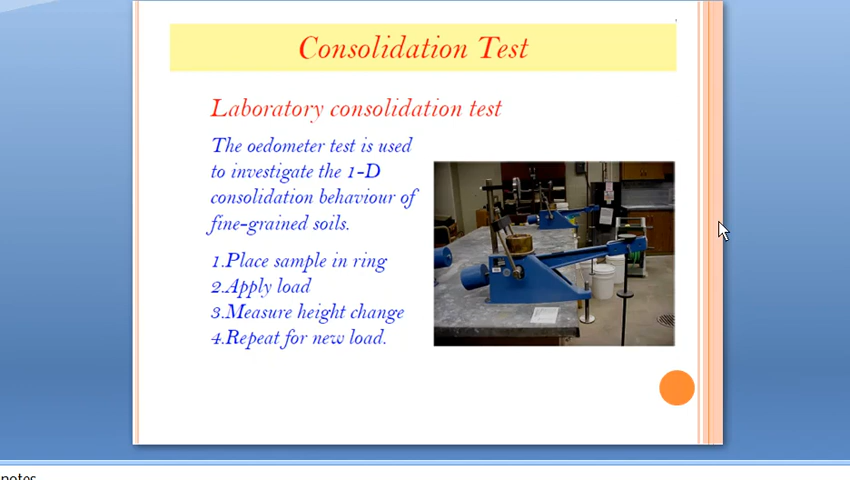 Consolidation Test
Laboratory consolidation test
The oedometer test is used
to investigate the 1-D
consolidation behaviour of
fine-grained soils.
1.Place sample in ring
2.Apply load
3.Measure height change
4.Repeat for new load.
notes